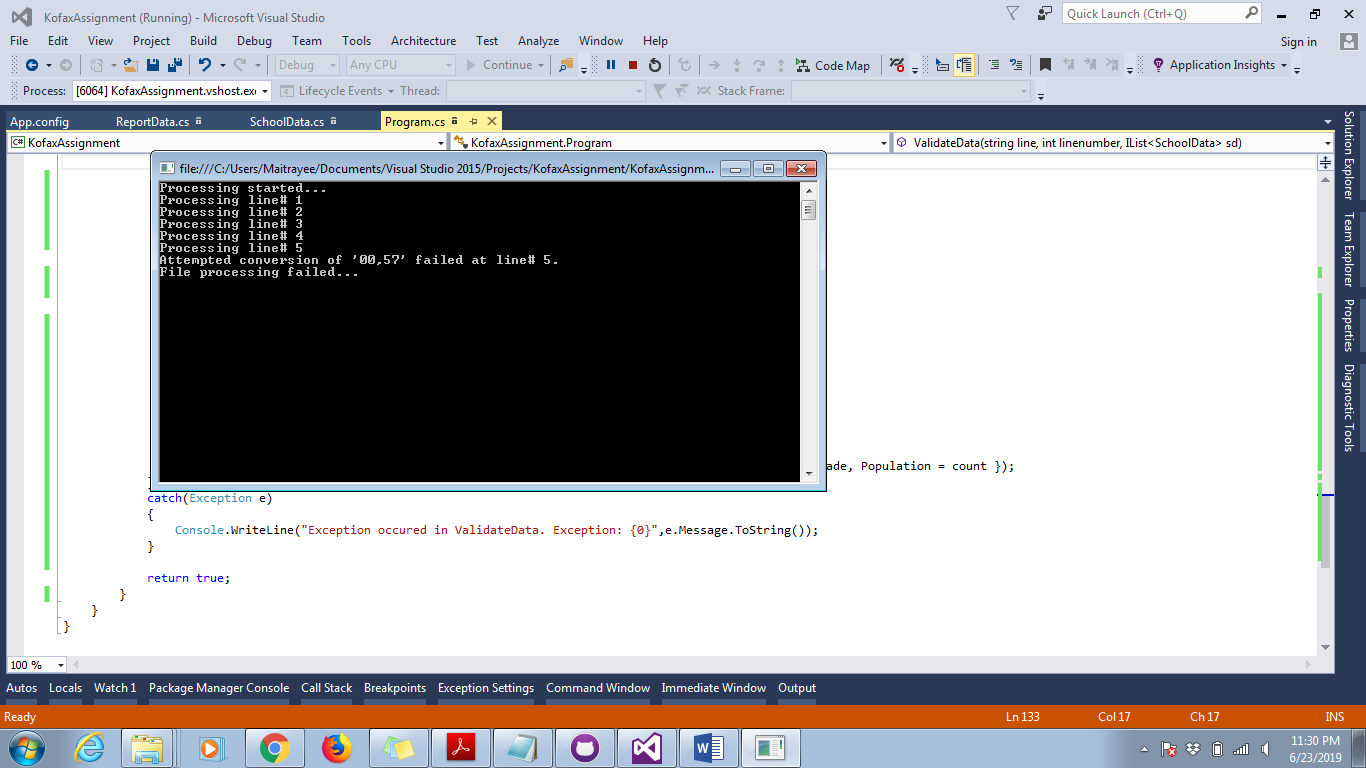 KofaxAssignment (Running) - Microsoft Visual Studio
Quick Launch (Ctrl+Q)
File Edit View Project Build Debug Team Tools Architecture Test Analyze Window Help
Sign in
Debug Any CPU Continue Code Map Application Insights
Process: [6064] KofaxAssignment.vshost.exe Lifecycle Events Thread: Stack Frame:
App.config ReportData.cs SchoolData.cs Program.cs
C# KofaxAssignment KofaxAssignment.Program ValidateData(string line, int linenumber, IList<SchoolData> sd)
file:///C:/Users/Maitrayee/Documents/Visual Studio 2015/Projects/KofaxAssignment/KofaxAssignm...
Processing started...
Processing line# 1
Processing line# 2
Processing line# 3
Processing line# 4
Processing line# 5
Attempted conversion of '00,57' failed at line# 5.
File processing failed...
ade, Population = count });
catch(Exception e)
{
Console.WriteLine("Exception occured in ValidateData. Exception: {0}",e.Message.ToString());
}
return true;
}
}
}
Solution Explorer
Team Explorer
Properties
Diagnostic Tools
100 %
Autos Locals Watch 1 Package Manager Console Call Stack Breakpoints Exception Settings Command Window Immediate Window Output
Ready Ln 133 Col 17 Ch 17 INS
11:30 PM
6/23/2019